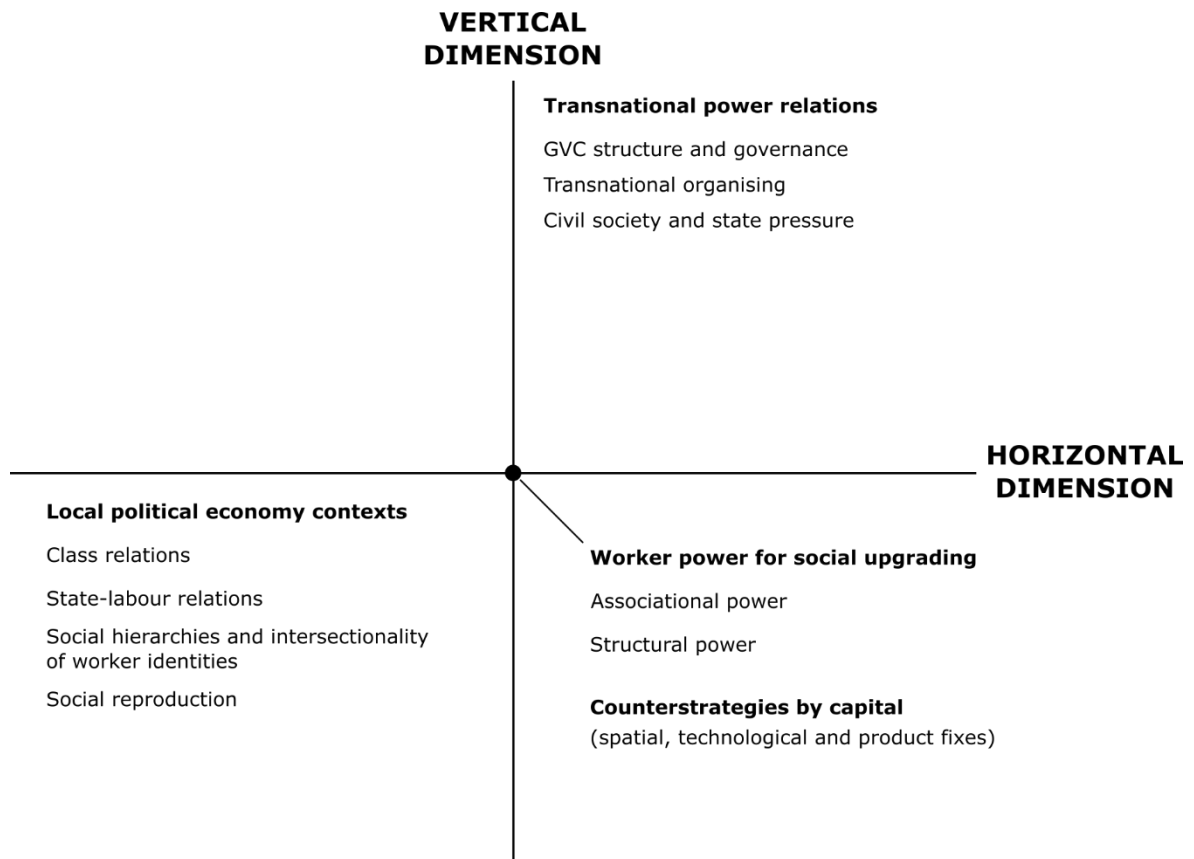 VERTICAL
DIMENSION
Transnational power relations
GVC structure and governance
Transnational organising
Civil society and state pressure
HORIZONTAL
DIMENSION
Local political economy contexts
Class relations
State-labour relations
Social hierarchies and intersectionality
of worker identities
Social reproduction
Worker power for social upgrading
Associational power
Structural power
Counterstrategies by capital
(spatial, technological and product fixes)